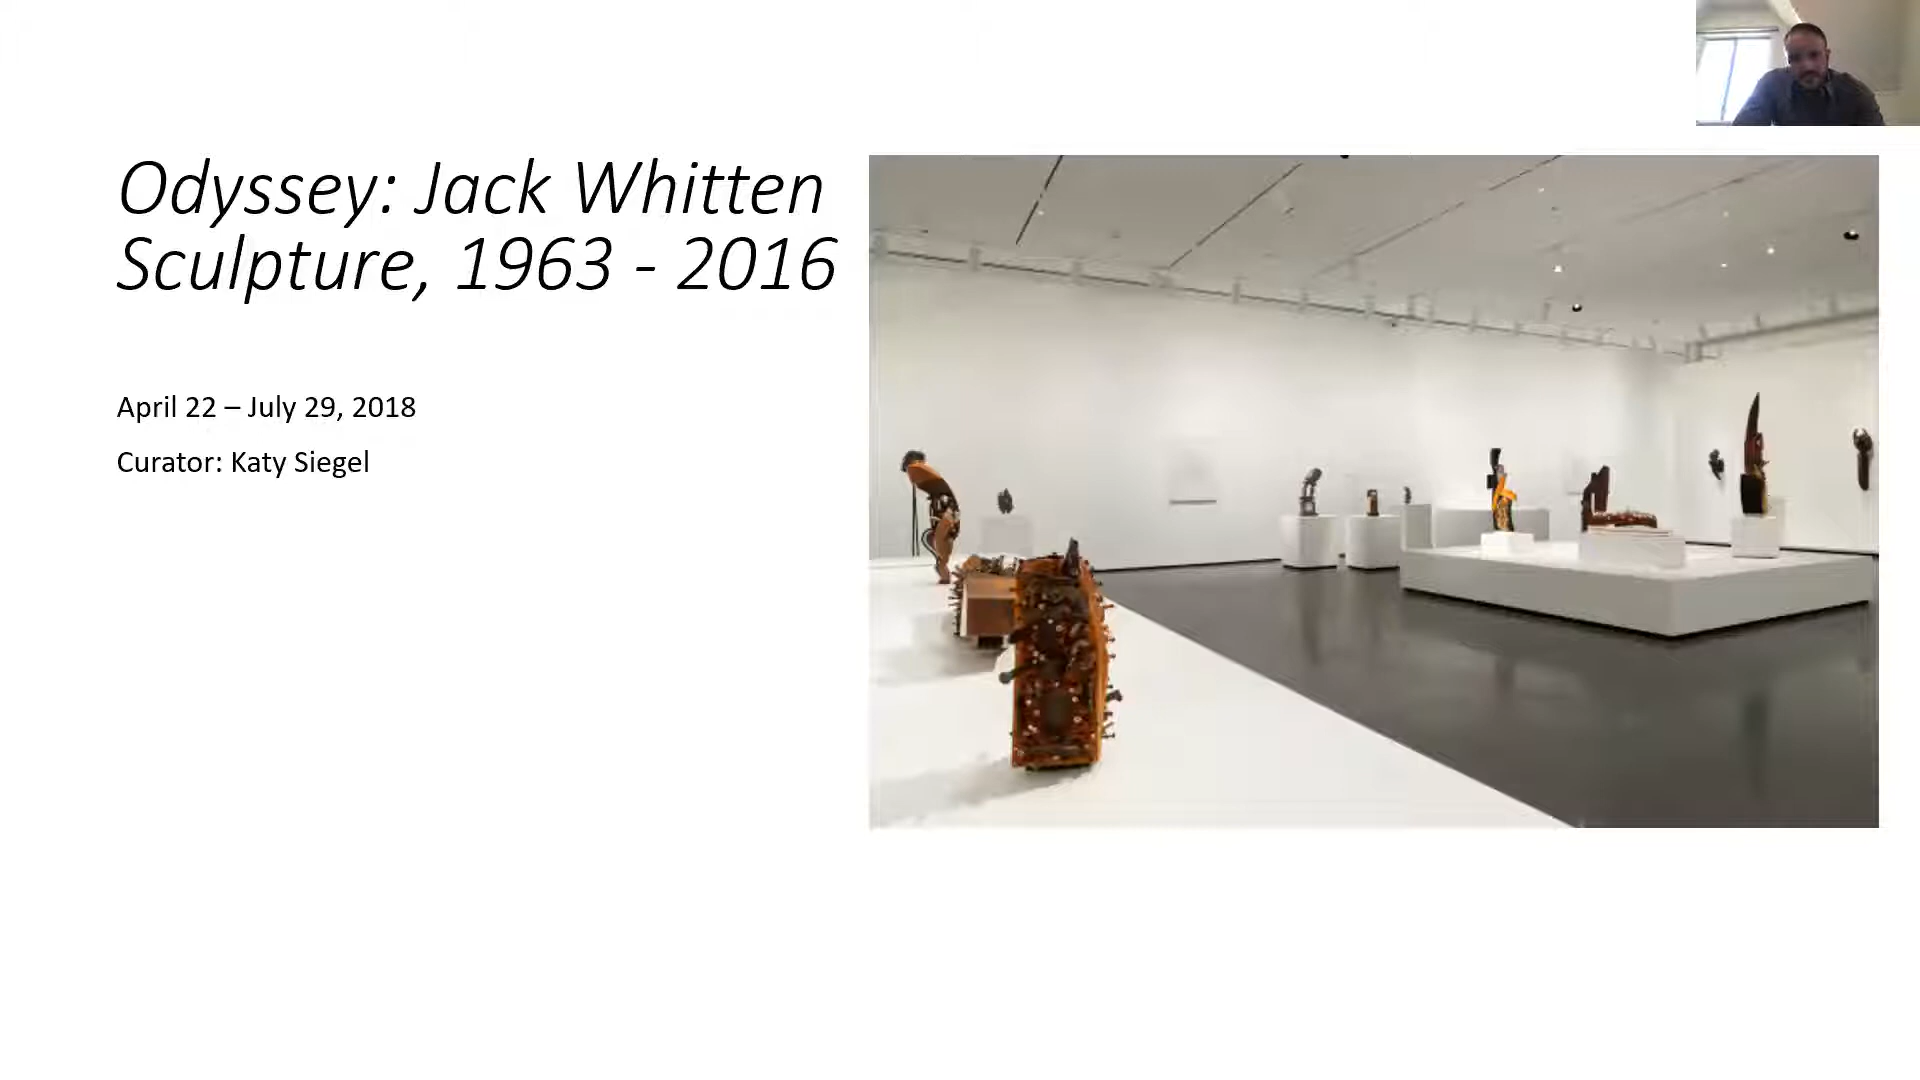 Odyssey: Jack Whitten
Sculpture, 1963 - 2016
April 22 – July 29, 2018
Curator: Katy Siegel